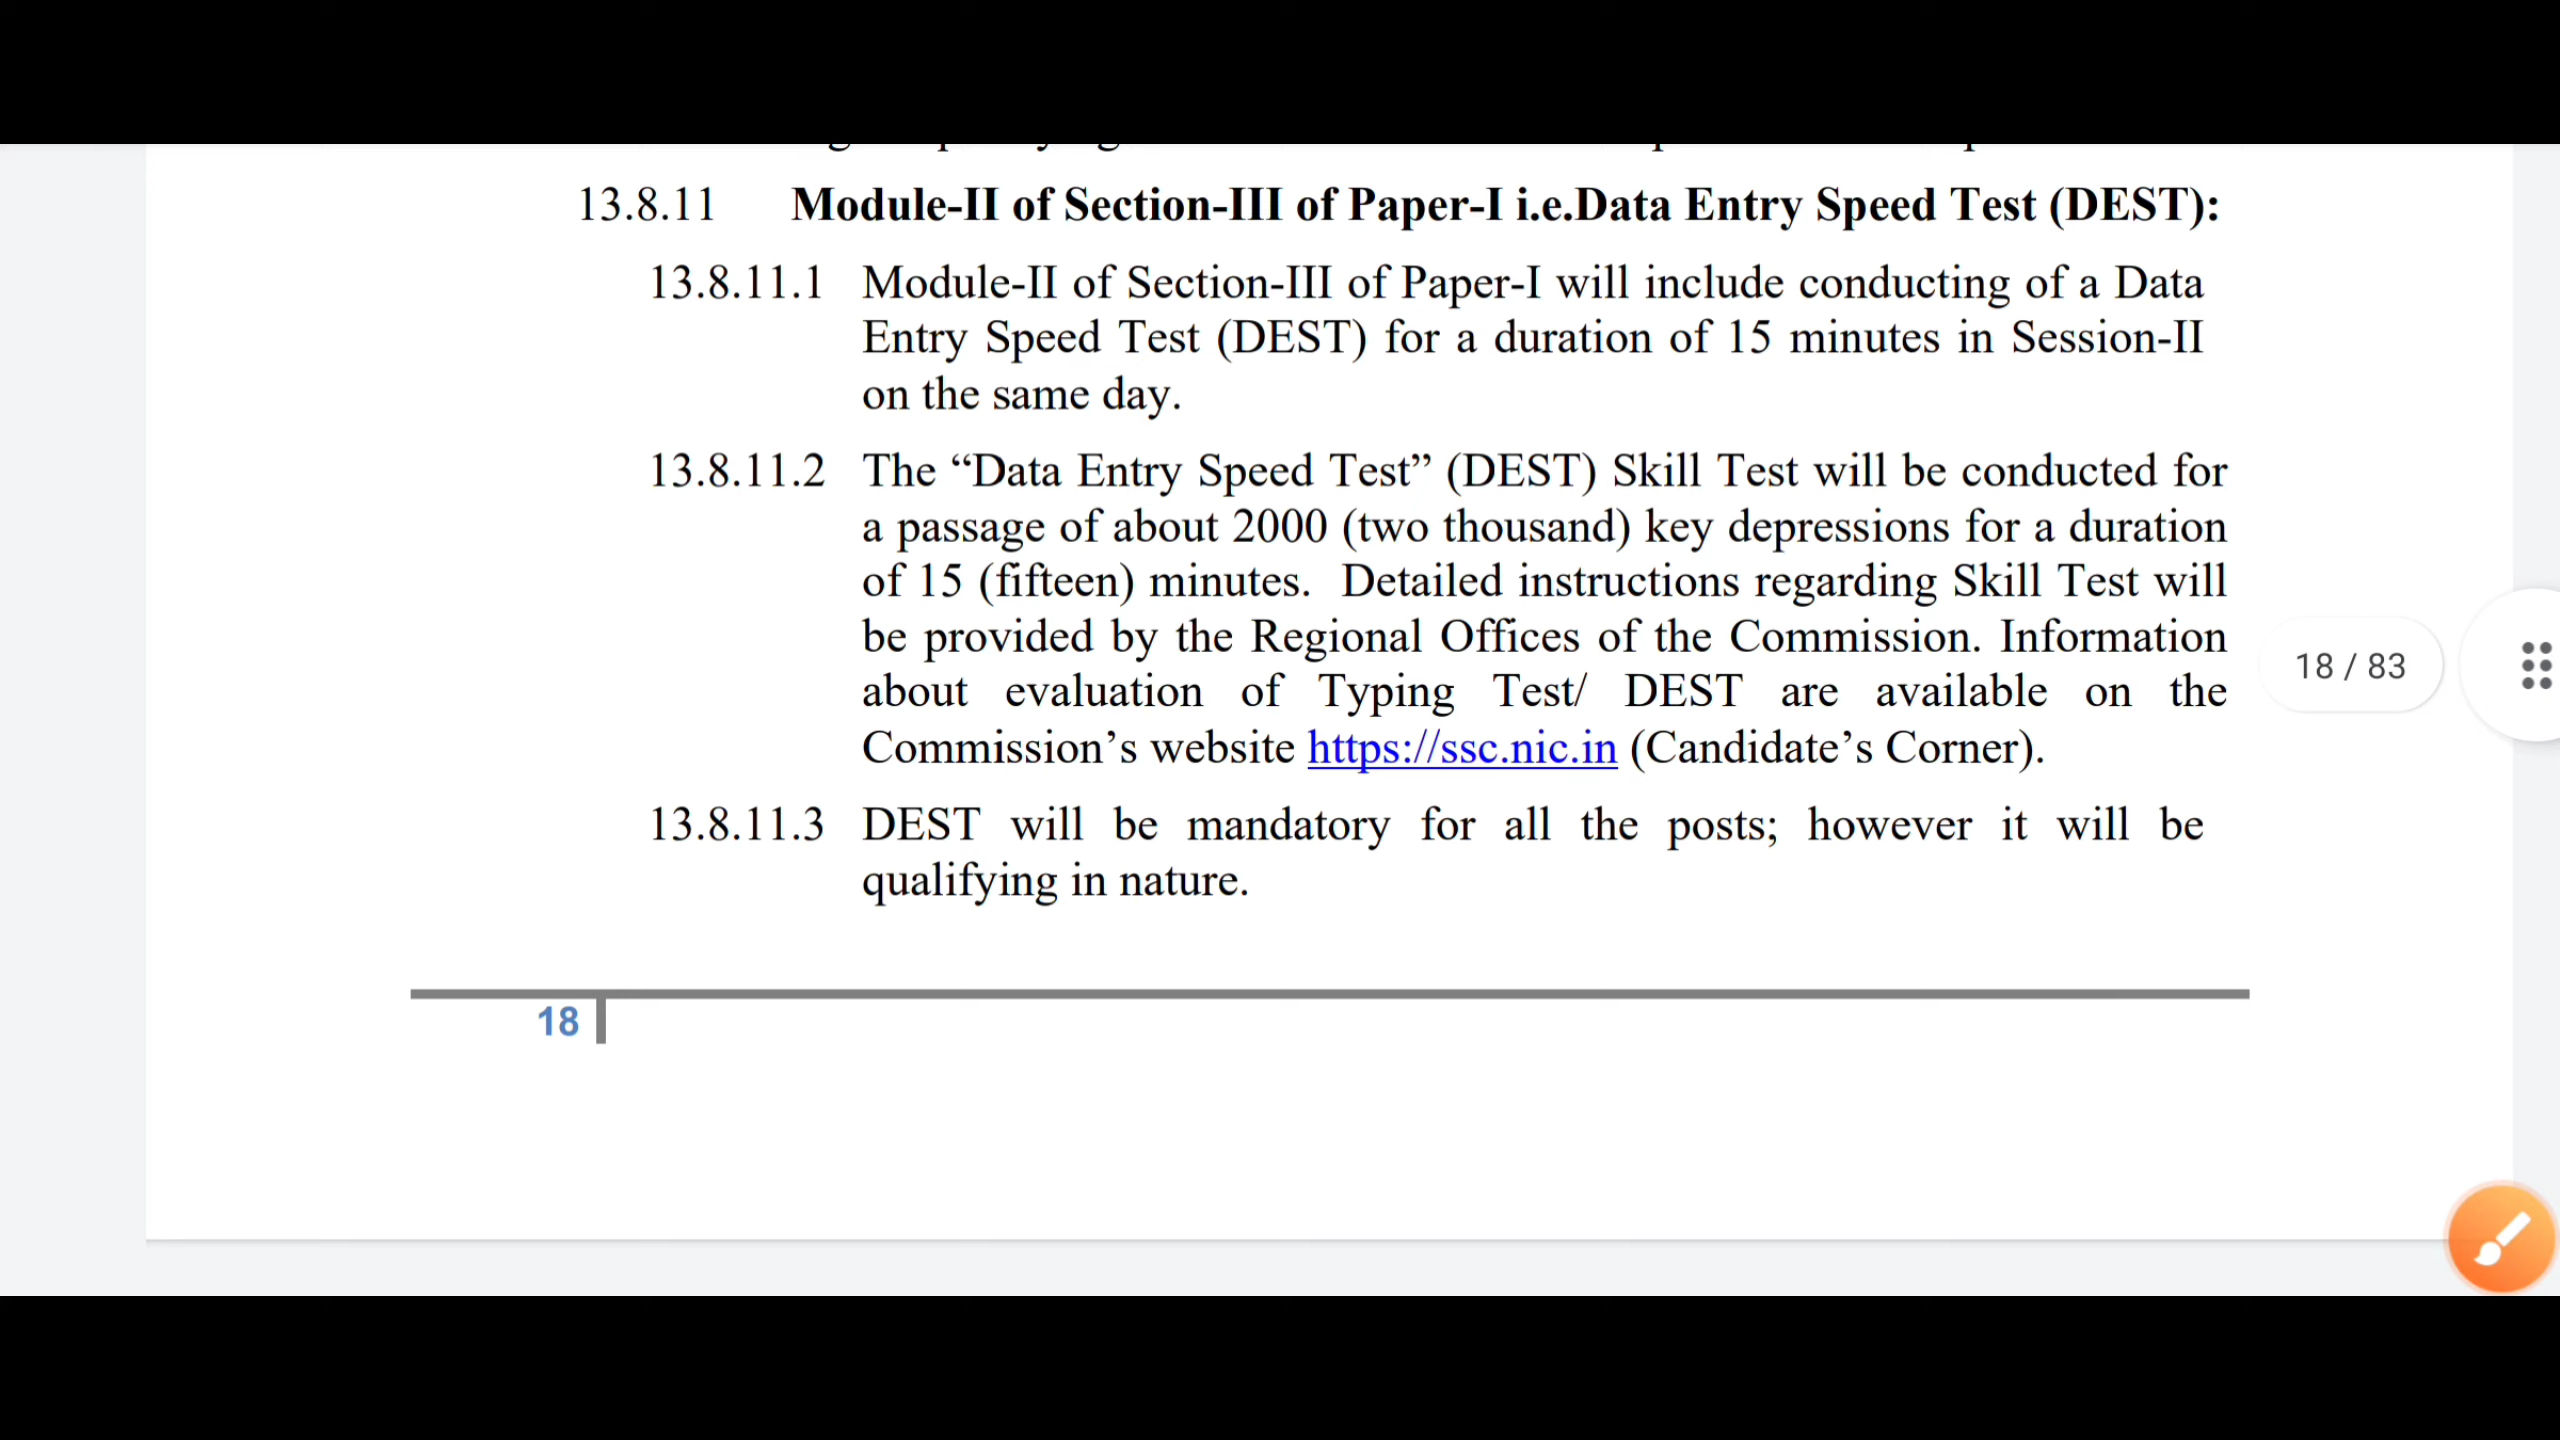 13.8.11 Module-II of Section-III of Paper-I i.e.Data Entry Speed Test (DEST):
13.8.11.1 Module-II of Section-III of Paper-I will include conducting of a Data
Entry Speed Test (DEST) for a duration of 15 minutes in Session-II
on the same day.
13.8.11.2 The “Data Entry Speed Test” (DEST) Skill Test will be conducted for
a passage of about 2000 (two thousand) key depressions for a duration
of 15 (fifteen) minutes. Detailed instructions regarding Skill Test will
be provided by the Regional Offices of the Commission. Information
about evaluation of Typing Test/ DEST are available on the
Commission’s website https://ssc.nic.in (Candidate’s Corner).
18 / 83
13.8.11.3 DEST will be mandatory for all the posts; however it will be
qualifying in nature.
18